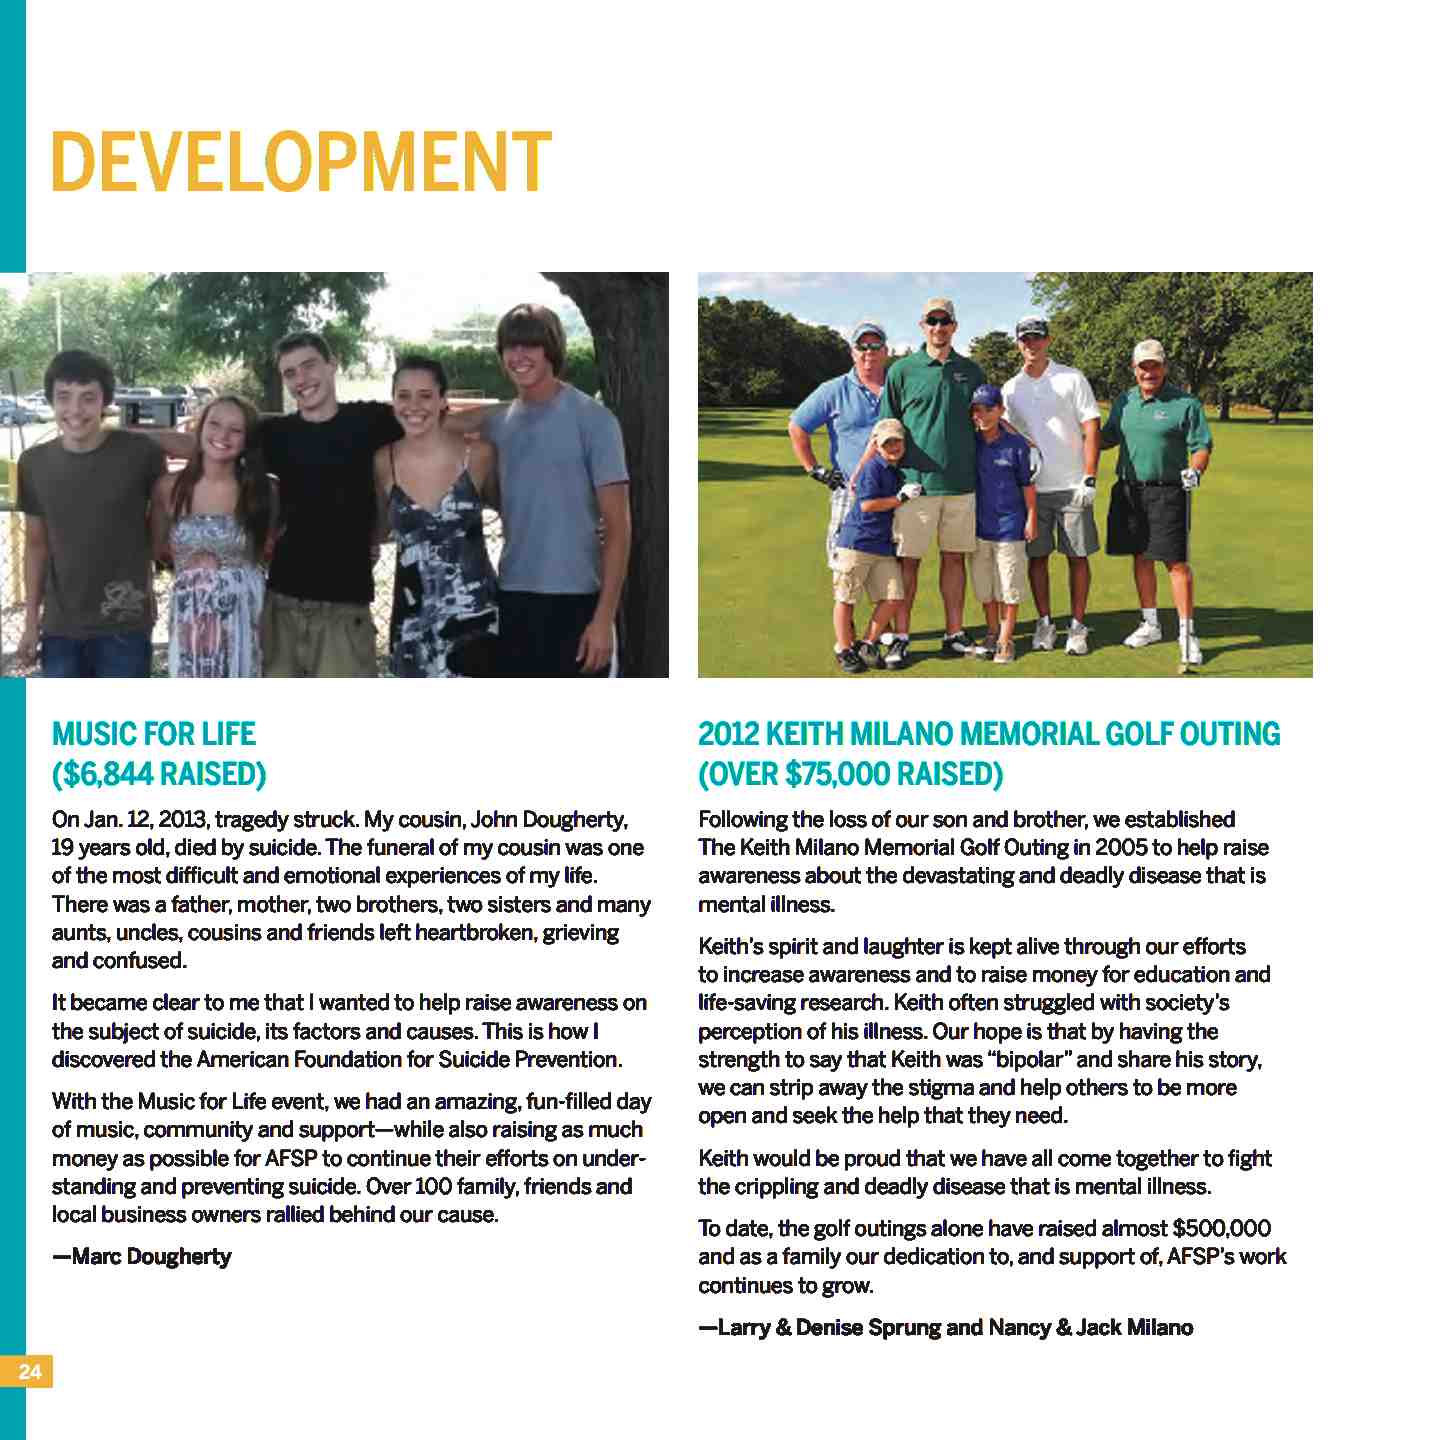 DEVELOPMENT
MUSIC FOR LIFE
($6,844 RAISED)
On Jan. 12, 2013, tragedy struck. My cousin, John Dougherty,
19 years old, died by suicide. The funeral of my cousin was one
of the most difficult and emotional experiences of my life.
There was a father, mother, two brothers, two sisters and many
aunts, uncles, cousins and friends left heartbroken, grieving
and confused.
It became clear to me that I wanted to help raise awareness on
the subject of suicide, its factors and causes. This is how I
discovered the American Foundation for Suicide Prevention.
With the Music for Life event, we had an amazing, fun-filled day
of music, community and support—while also raising as much
money as possible for AFSP to continue their efforts on under-
standing and preventing suicide. Over 100 family, friends and
local business owners rallied behind our cause.
—Marc Dougherty
2012 KEITH MILANO MEMORIAL GOLF OUTING
(OVER $75,000 RAISED)
Following the loss of our son and brother, we established
The Keith Milano Memorial Golf Outing in 2005 to help raise
awareness about the devastating and deadly disease that is
mental illness.
Keith’s spirit and laughter is kept alive through our efforts
to increase awareness and to raise money for education and
life-saving research. Keith often struggled with society’s
perception of his illness. Our hope is that by having the
strength to say that Keith was “bipolar” and share his story,
we can strip away the stigma and help others to be more
open and seek the help that they need.
Keith would be proud that we have all come together to fight
the crippling and deadly disease that is mental illness.
To date, the golf outings alone have raised almost $500,000
and as a family our dedication to, and support of, AFSP’s work
continues to grow.
—Larry & Denise Sprung and Nancy & Jack Milano
24